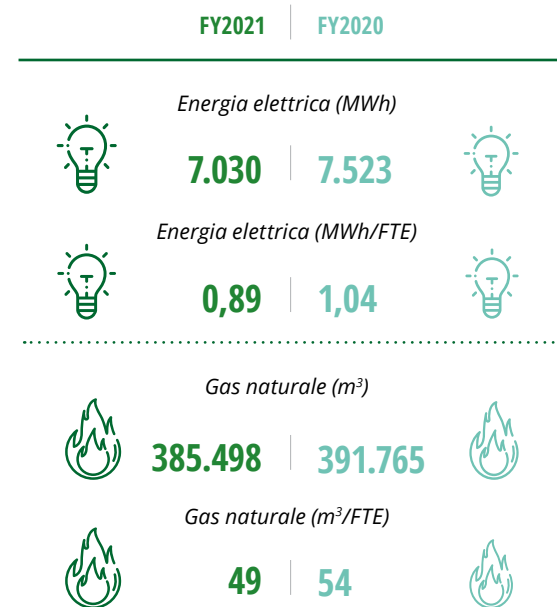 FY2021 FY2020
Energia elettrica (MWh)
7.030 7.523
Energia elettrica (MWh/FTE)
0,89 1,04
Gas naturale (m³)
385.498 391.765
Gas naturale (m³/FTE)
49 54